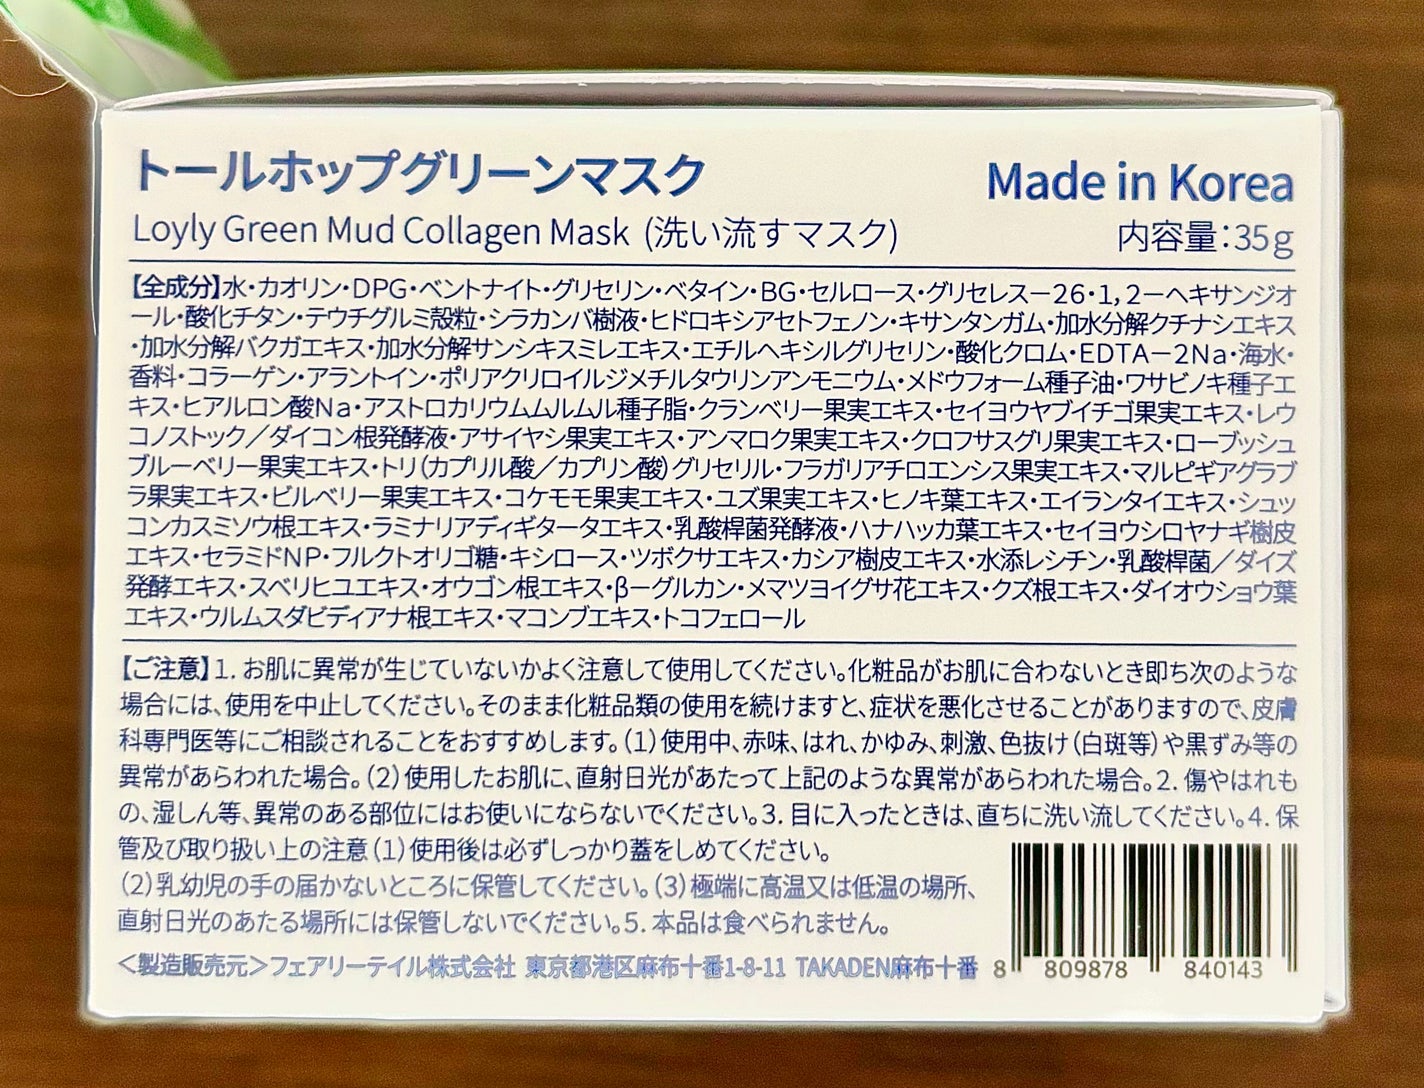 トールホップグリーンマスク
Made in Korea
Loyly Green Mud Collagen Mask (洗い流すマスク)
内容量:35g
【全成分】水・カオリン・DPG・ベントナイト・グリセリン・ベタイン・BG・セルロース・グリセレス－26・1,2－ヘキサンジオ
ール・酸化チタン・テウチグルミ殻粒・シラカンバ樹液・ヒドロキシアセトフェノン・キサンタンガム・加水分解クチナシエキス
・加水分解バクガエキス・加水分解サンシキスミレエキス・エチルヘキシルグリセリン・酸化クロム・EDTA－2Na・海水・
香料・コラーゲン・アラントイン・ポリアクリロイルジメチルタウリンアンモニウム・メドウフォーム種子油・ワサビノキ種子エ
キス・ヒアルロン酸Na・アストロカリウムムルムル種子脂・クランベリー果実エキス・セイヨウヤブイチゴ果実エキス・レウ
コノストック／ダイコン根発酵液・アサイヤシ果実エキス・アンマロク果実エキス・クロフサスグリ果実エキス・ローブッシュ
ブルーベリー果実エキス・トリ(カプリル酸／カプリン酸)グリセリル・フラガリアチロエンシス果実エキス・マルピギアグラブ
ラ果実エキス・ビルベリー果実エキス・コケモモ果実エキス・ユズ果実エキス・ヒノキ葉エキス・エイランタイエキス・シュッ
コンカスミソウ根エキス・ラミナリアディギタータエキス・乳酸桿菌発酵液・ハナハッカ葉エキス・セイヨウシロヤナギ樹皮
エキス・セラミドNP・フルクトオリゴ糖・キシロース・ツボクサエキス・カシア樹皮エキス・水添レシチン・乳酸桿菌／ダイズ
発酵エキス・スベリヒユエキス・オウゴン根エキス・β－グルカン・メマツヨイグサ花エキス・クズ根エキス・ダイオウショウ葉
エキス・ウルムスダビディアナ根エキス・マコンブエキス・トコフェロール
【ご注意】1. お肌に異常が生じていないかよく注意して使用してください。化粧品がお肌に合わないとき即ち次のような
場合には、使用を中止してください。そのまま化粧品類の使用を続けますと、症状を悪化させることがありますので、皮膚
科専門医等にご相談されることをおすすめします。(1)使用中、赤味、はれ、かゆみ、刺激、色抜け(白斑等)や黒ずみ等の
異常があらわれた場合。(2)使用したお肌に、直射日光があたって上記のような異常があらわれた場合。2. 傷やはれも
の、湿しん等、異常のある部位にはお使いにならないでください。3. 目に入ったときは、直ちに洗い流してください。4. 保
管及び取り扱い上の注意(1)使用後は必ずしっかり蓋をしめてください。
(2)乳幼児の手の届かないところに保管してください。(3)極端に高温又は低温の場所、
直射日光のあたる場所には保管しないでください。5. 本品は食べられません。
＜製造販売元＞フェアリーテイル株式会社 東京都港区麻布十番1-8-11 TAKADEN麻布十番
8 809878 840143